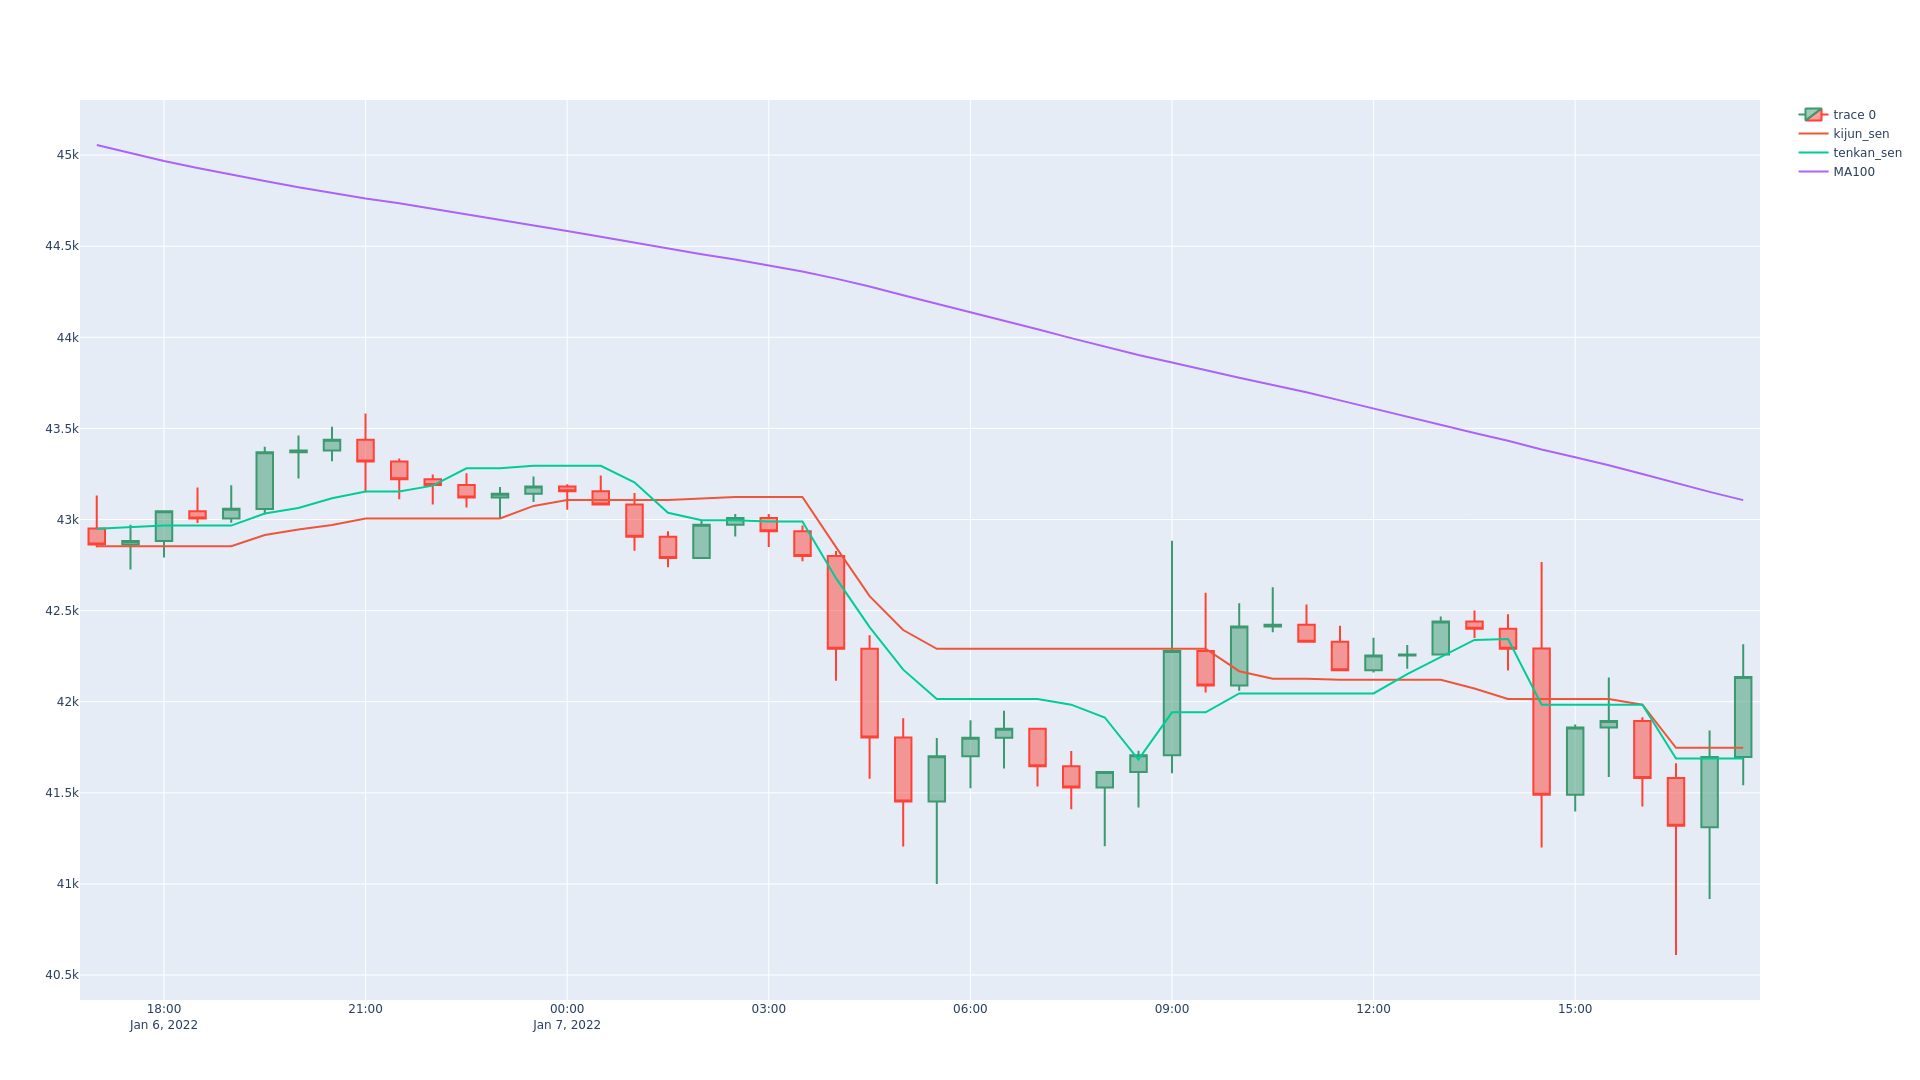 45k
44.5k
44k
43.5k
43k
42.5k
42k
41.5k
41k
40.5k
18:00
Jan 6, 2022
21:00
00:00
Jan 7, 2022
03:00
06:00
09:00
12:00
15:00
trace 0
kijun_sen
tenkan_sen
MA100